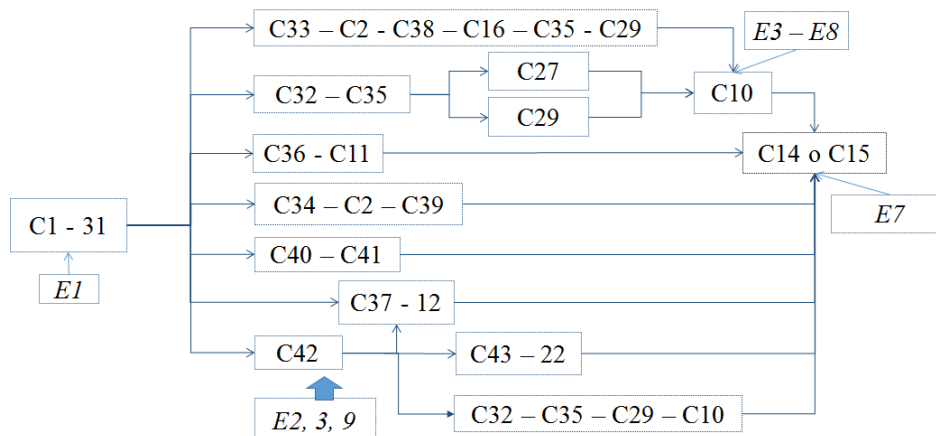 C33 – C2 - C38 – C16 – C35 - C29
E3 – E8
C27
C32 – C35
C10
C29
C36 - C11
C14 o C15
C34 – C2 – C39
C1 - 31
E7
C40 – C41
E1
C37 - 12
C42
C43 – 22
E2, 3, 9
C32 – C35 – C29 – C10